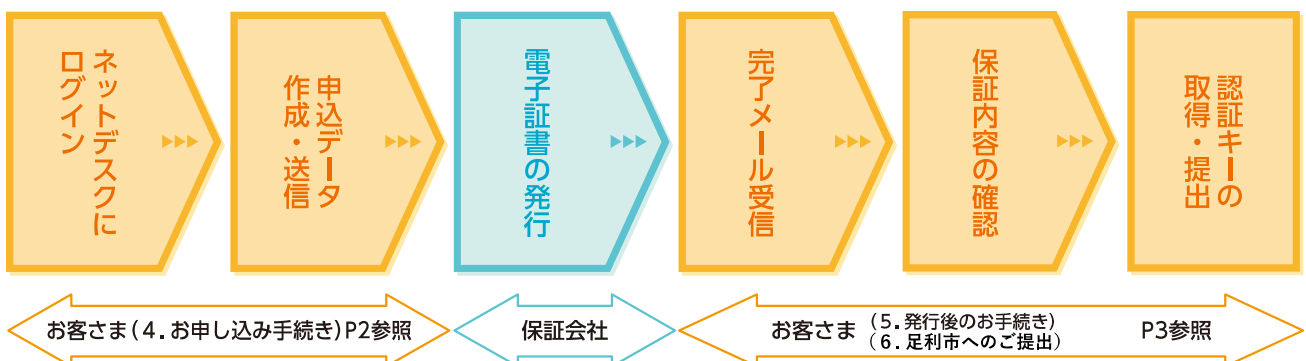 ネットデスクに
ログイン
申込データ
作成・送信
電子証書の発行
完了メール受信
保証内容の確認
認証キーの
取得・提出
お客さま(4.お申し込み手続き)P2参照
保証会社
お客さま
(5.発行後のお手続き)
(6.足利市へのご提出)
P3参照